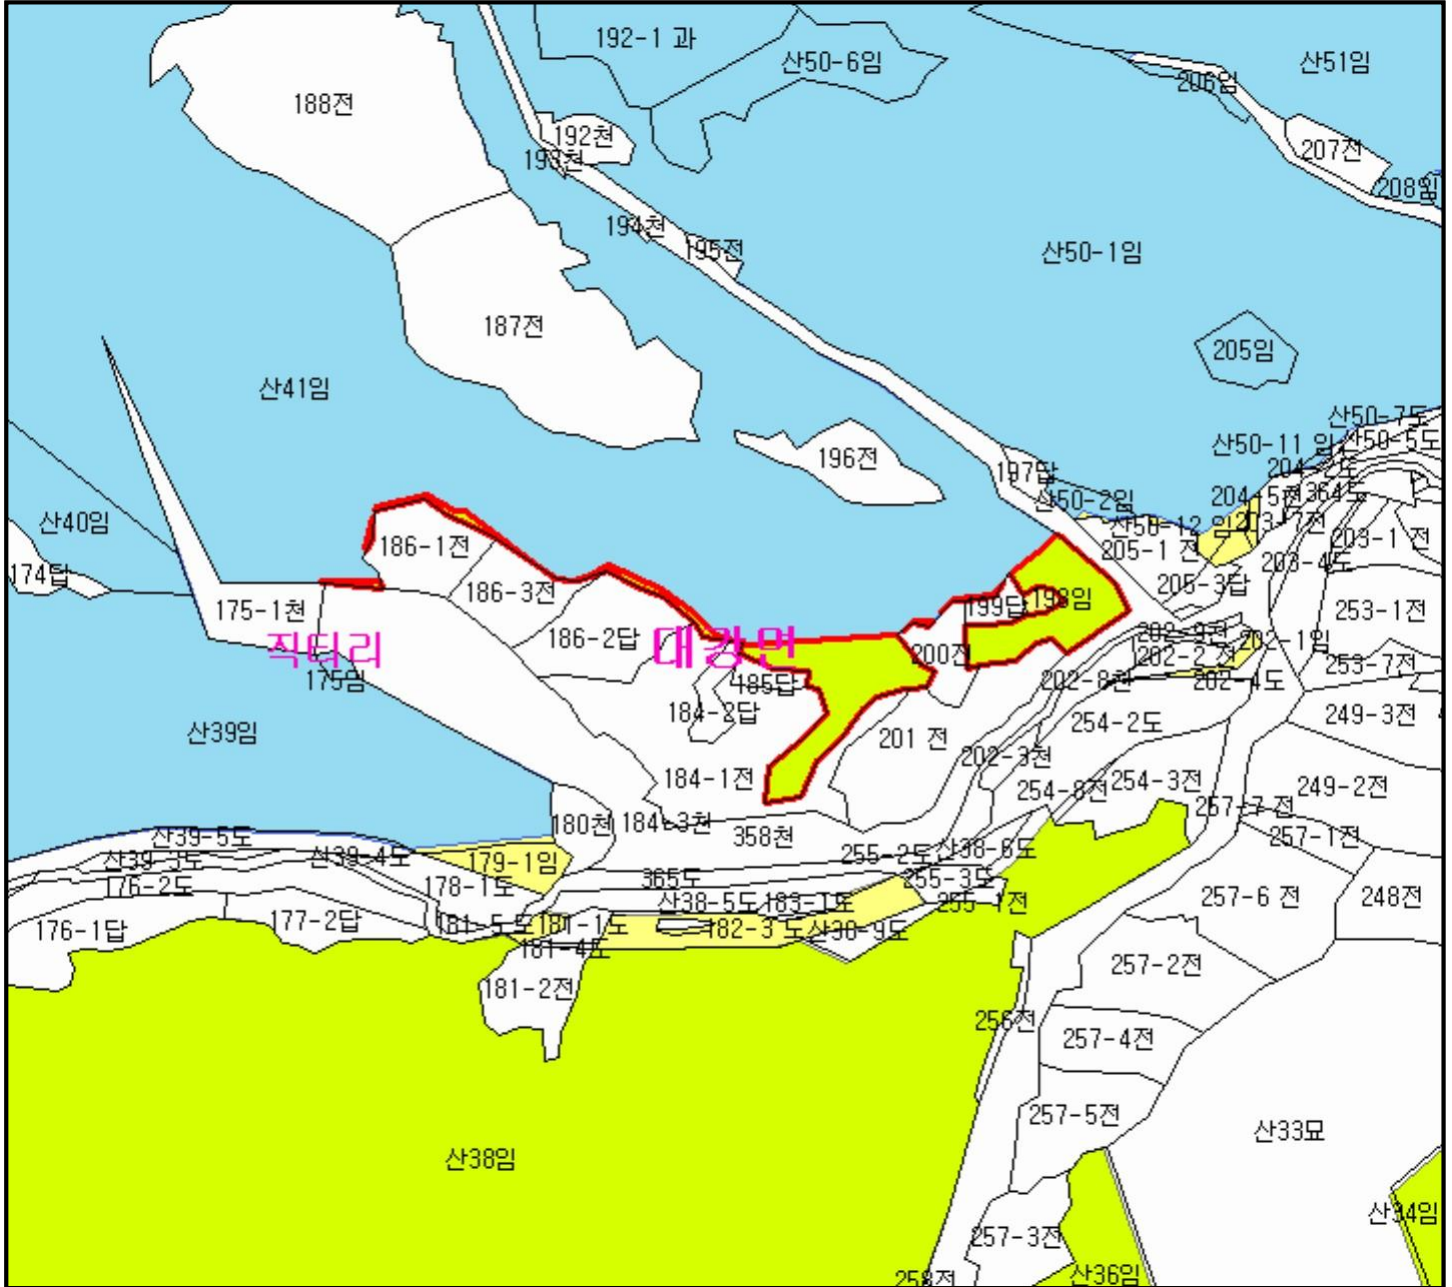 192-1 과
산50-6임
산51임
206임
188전
192천
193천
207전
208임
194천
195전
산50-1임
187전
205임
산41임
산50-7도
산50-5도
산50-11 임
196전
197답
산50-2임
364도
산40임
산50-12 임
203-1 전
186-1전
205-1 전
203-4도
174답
205-3답
186-3전
199답
198임
175-1천
253-1전
186-2답
202-1임
직티리
대강면
200전
202-2 전
253-7전
175임
185답
202-8천
202-4도
184-2답
249-3전
산39임
254-2도
201 전
202-3천
184-1전
254-3전
249-2전
254-8전
257-7 전
180천
184-3천
358천
257-1전
산39-5도
산39-3도
산39-4도
179-1임
255-2도
산38-6도
176-2도
178-1도
365도
255-3도
257-6 전
248전
산38-5도
183-1도
255-1전
176-1답
177-2답
181-5 도
181-1도
182-3 도
181-4도
257-2전
181-2전
256전
257-4전
257-5전
산33묘
산38임
산34임
257-3전
258전
산36임